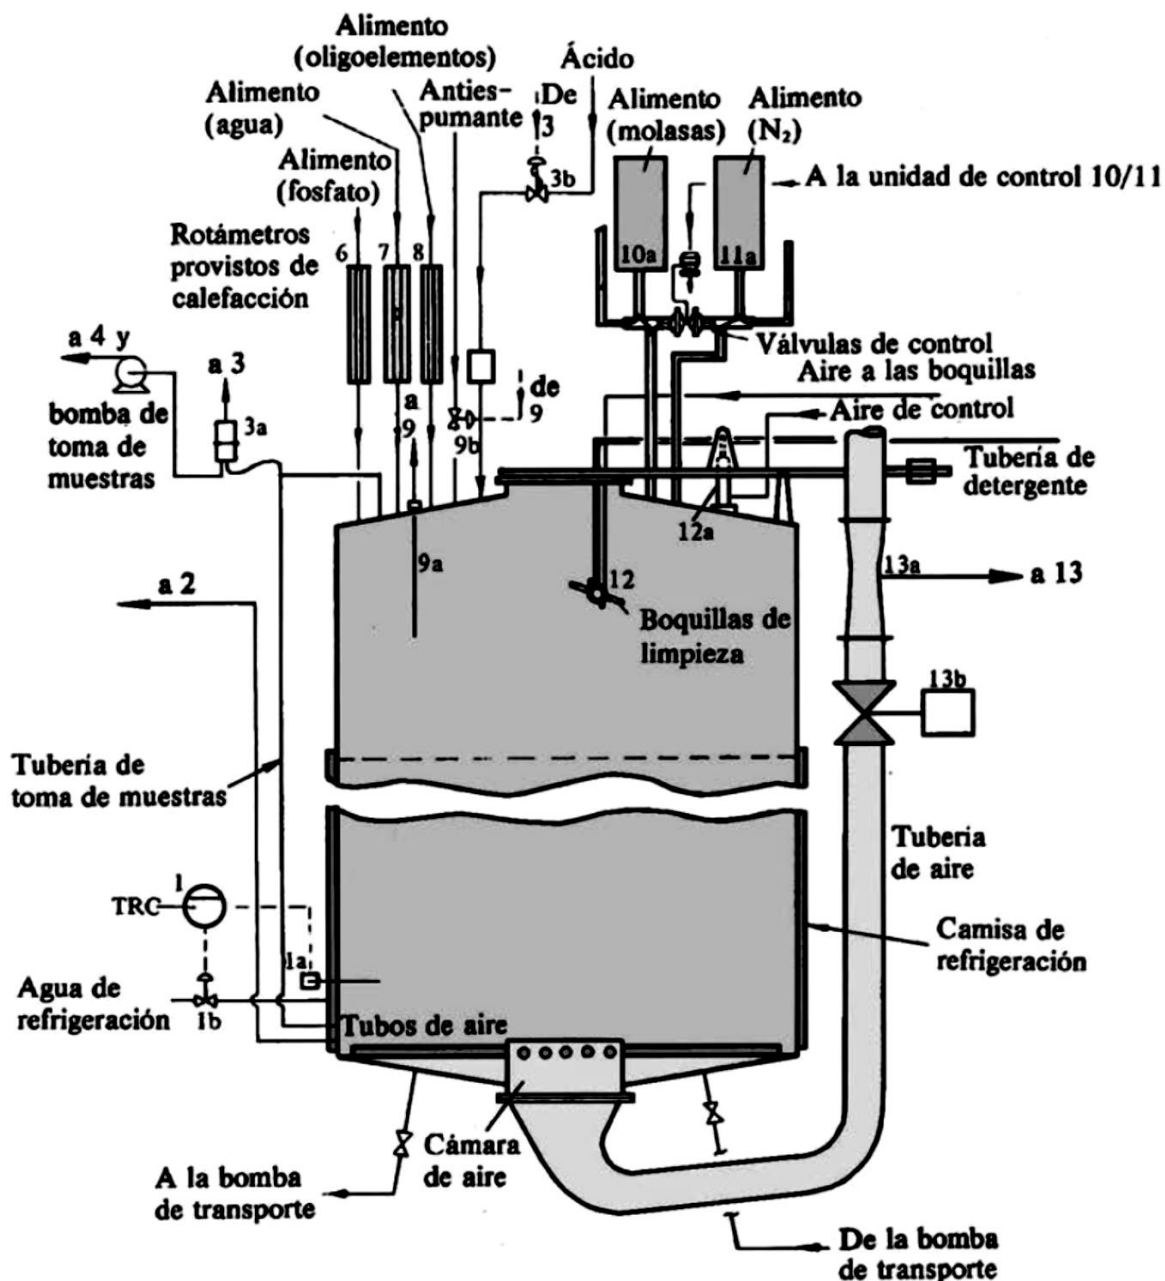 Alimento
(oligoelementos)
Ácido
Alimento
(agua)
Anties-
pumante
De
3
Alimento
(molasas)
Alimento
(N₂)
Alimento
(fosfato)
3b
A la unidad de control 10/11
Rotámetros
provistos de
calefacción
6
7
8
10a
11a
a 4 y
a 3
Válvulas de control
Aire a las boquillas
bomba de
toma de
muestras
3a
a
9
9b
de
9
Aire de control
Tubería de
detergente
12a
9a
12
13a
a 13
a 2
Boquillas de
limpieza
13b
Tubería de
toma de muestras
Tuberia
de aire
1
TRC
1a
Camisa de
refrigeración
Agua de
refrigeración
1b
Tubos de aire
Cámara
de aire
A la bomba
de transporte
De la bomba
de transporte